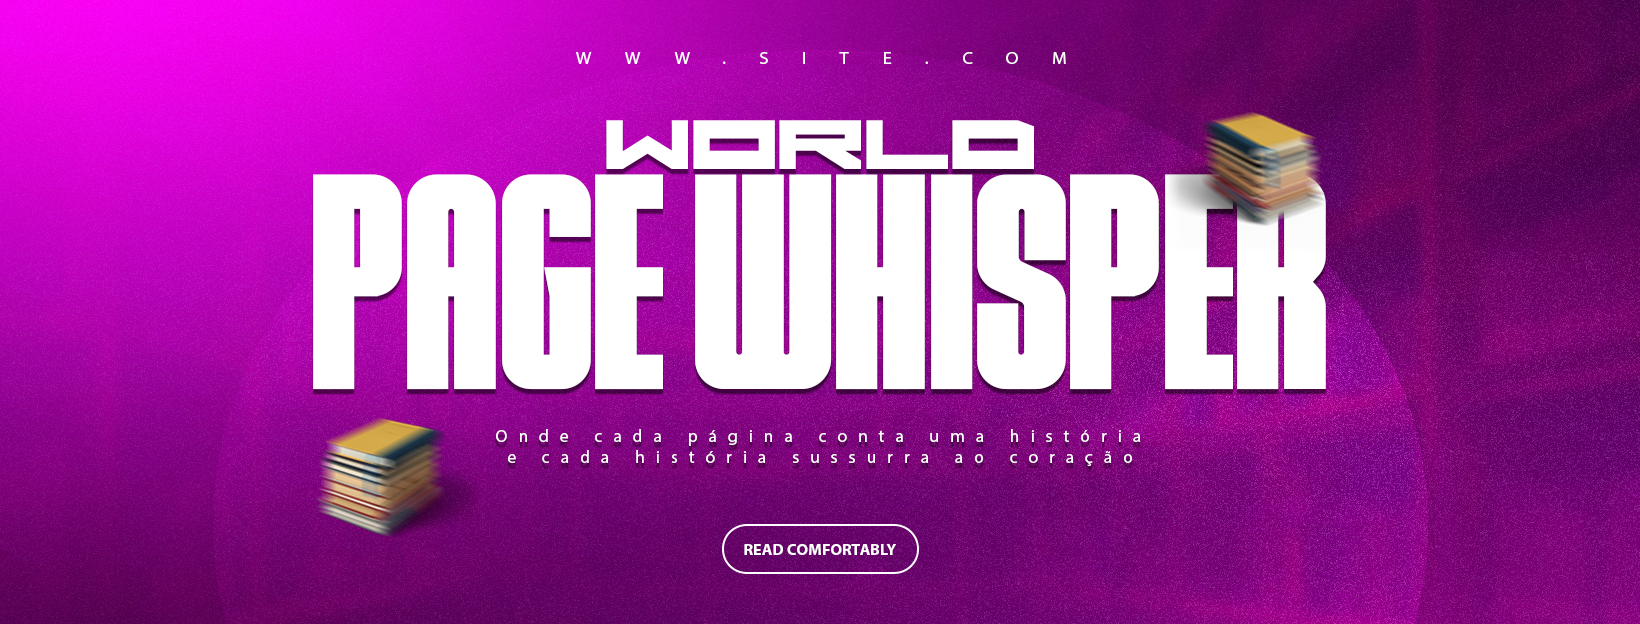 WWW.SITE.COM
WORLD
PAGE WHISPER
Onde cada página conta uma história
e cada história sussurra ao coração
READ COMFORTABLY